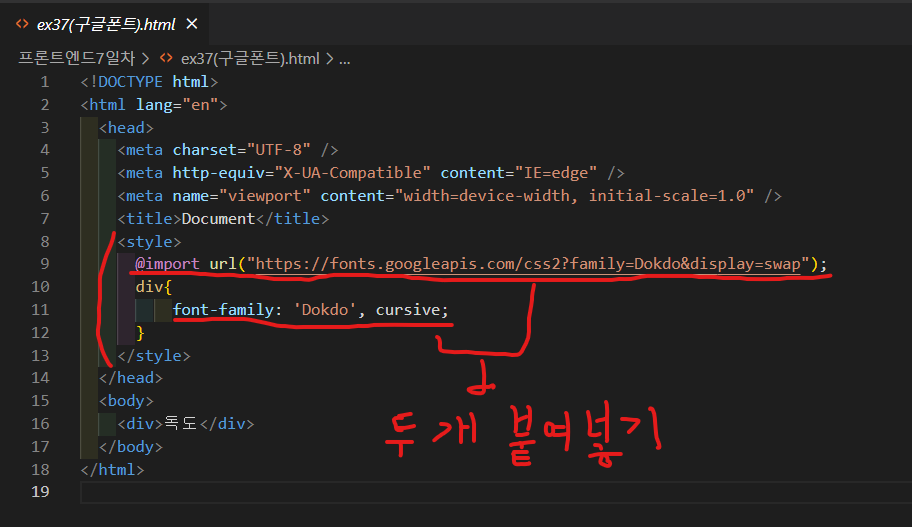 ex37(구글폰트).html ×
프론트엔드7일차 > ex37(구글폰트).html > ...
1 <!DOCTYPE html>
2 <html lang="en">
3 <head>
4 <meta charset="UTF-8" />
5 <meta http-equiv="X-UA-Compatible" content="IE=edge" />
6 <meta name="viewport" content="width=device-width, initial-scale=1.0" />
7 <title>Document</title>
8 <style>
9 @import url("https://fonts.googleapis.com/css2?family=Dokdo&display=swap");
10 div{
11 font-family: 'Dokdo', cursive;
12 }
13 </style>
14 </head>
15 <body>
16 <div>독도</div>
17 </body>
18 </html>
19
두 개 붙여넣기